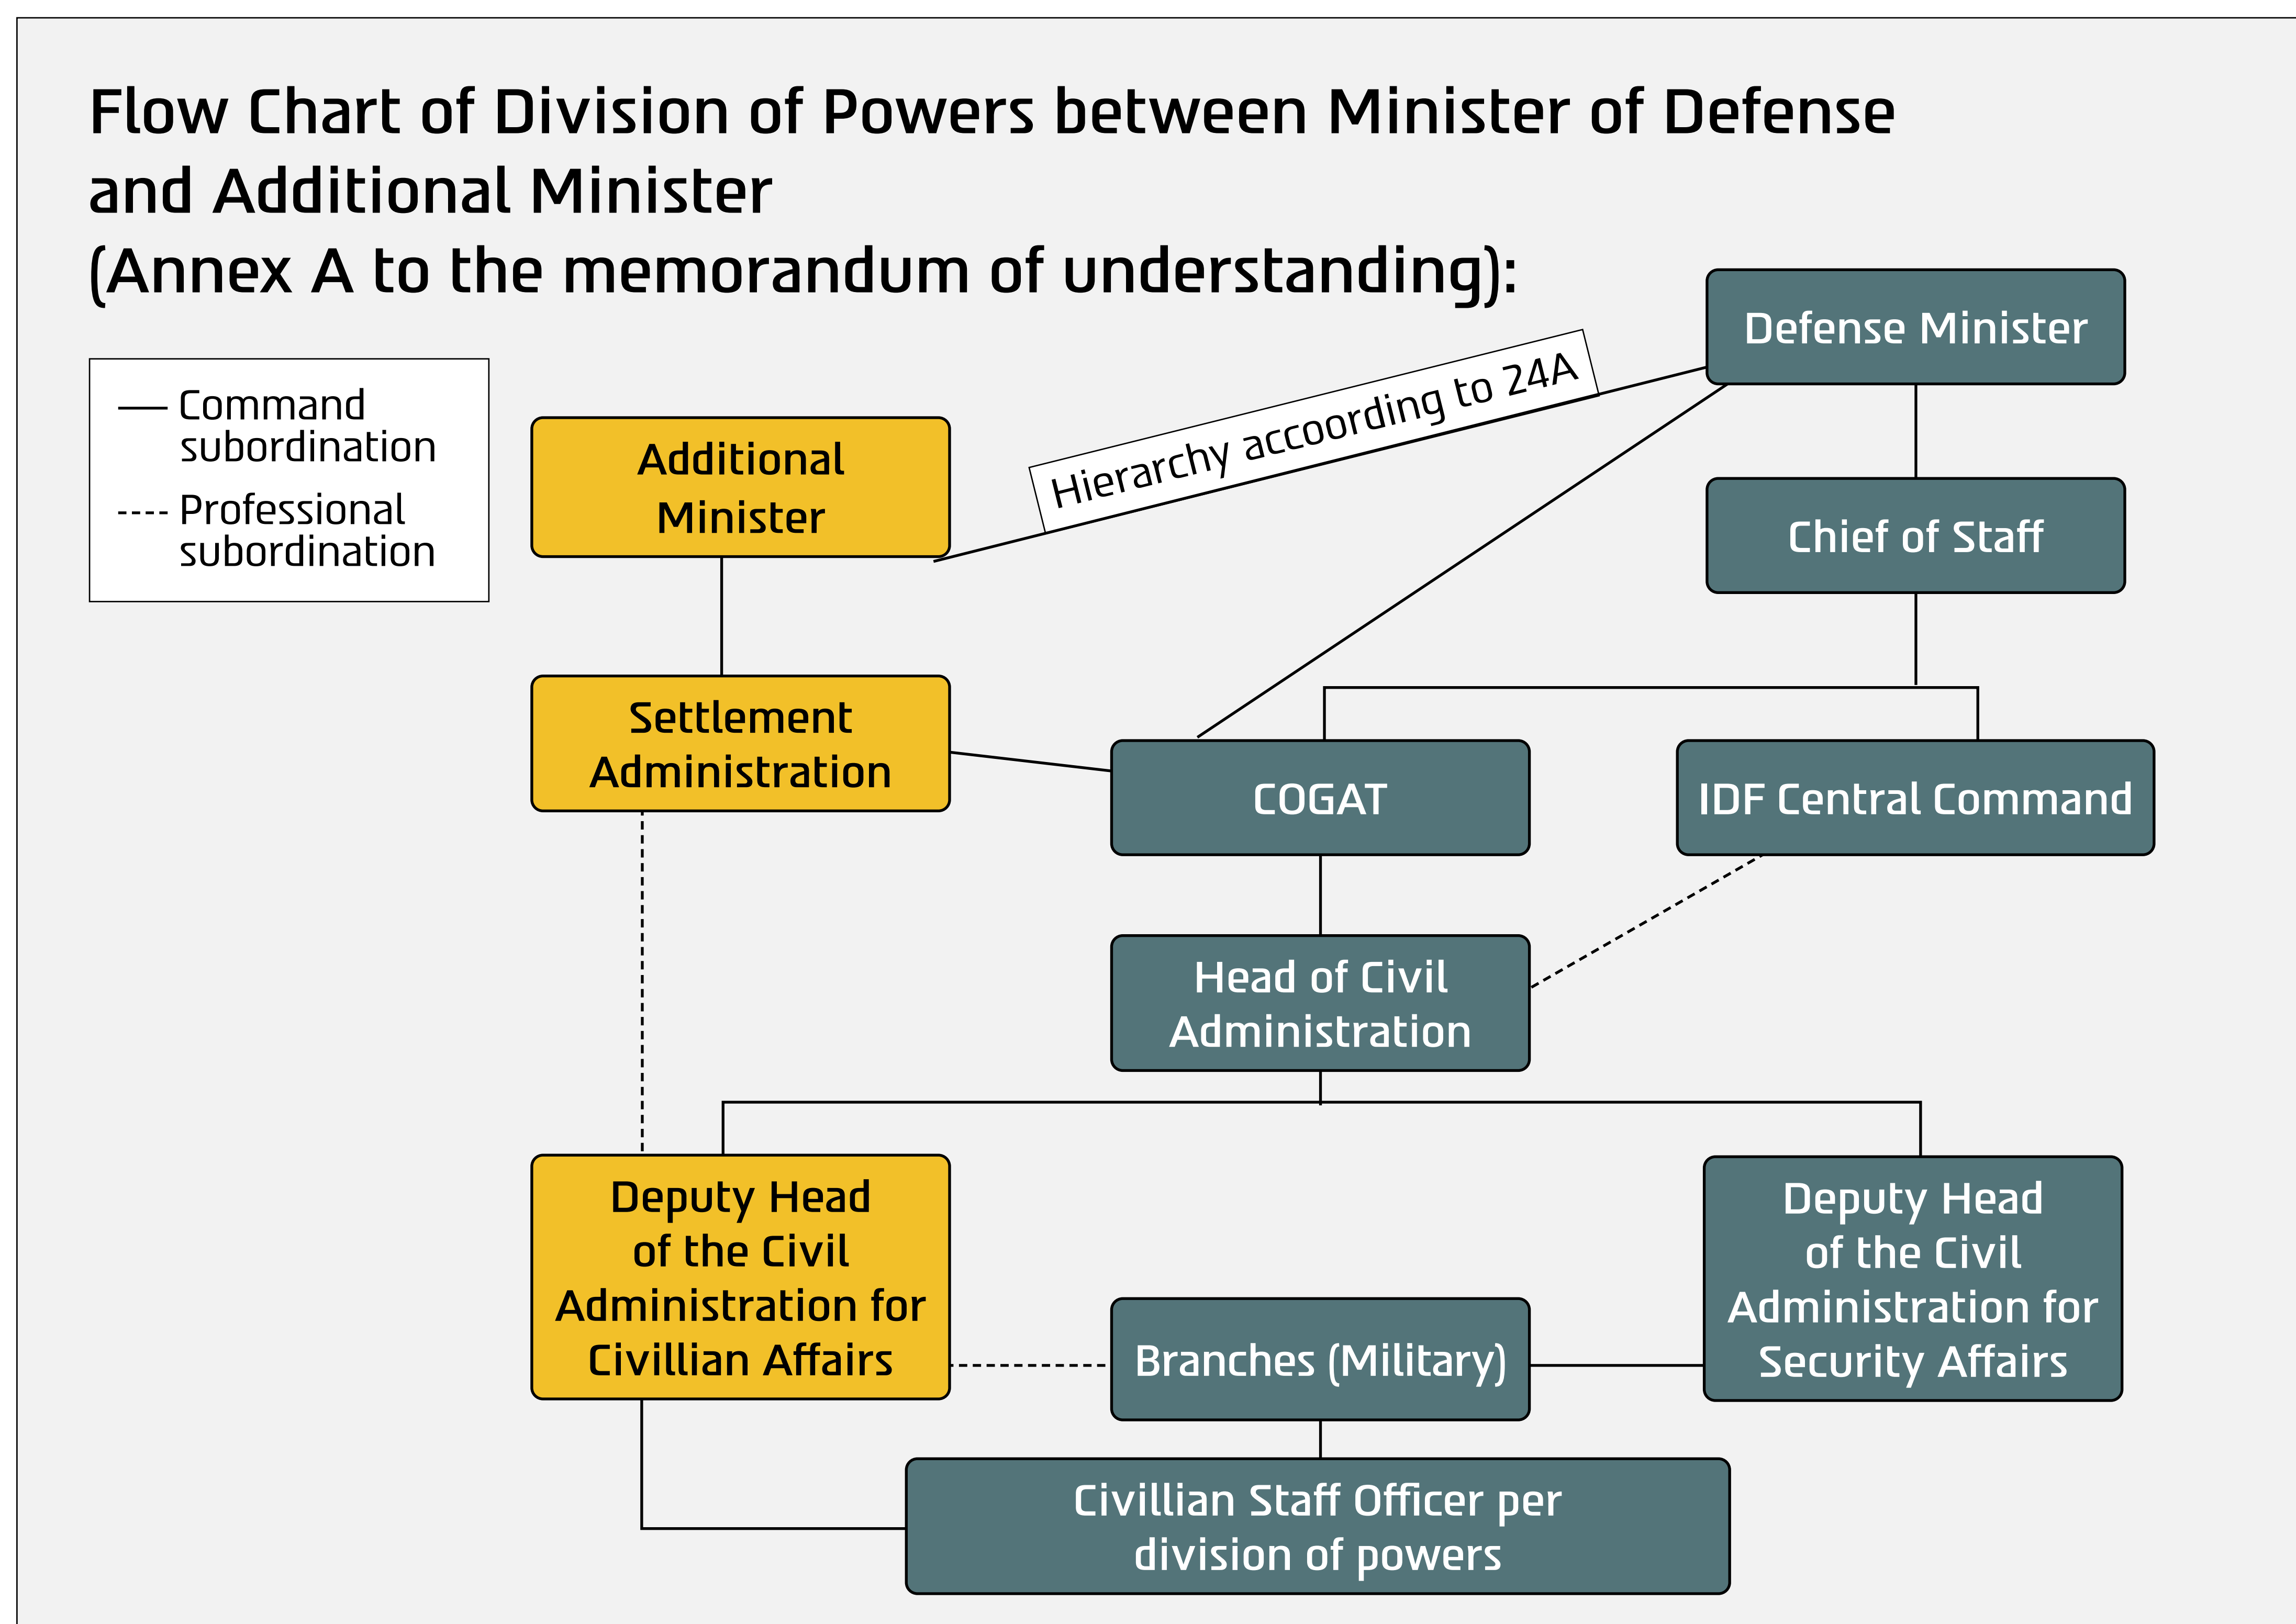 Flow Chart of Division of Powers between Minister of Defense
and Additional Minister
(Annex A to the memorandum of understanding):
Command
subordination
Professional
subordination
Defense Minister
Hierarchy accoording to 24A
Additional
Minister
Chief of Staff
Settlement
Administration
COGAT
IDF Central Command
Head of Civil
Administration
Deputy Head
of the Civil
Administration for
Civillian Affairs
Branches (Military)
Deputy Head
of the Civil
Administration for
Security Affairs
Civillian Staff Officer per
division of powers